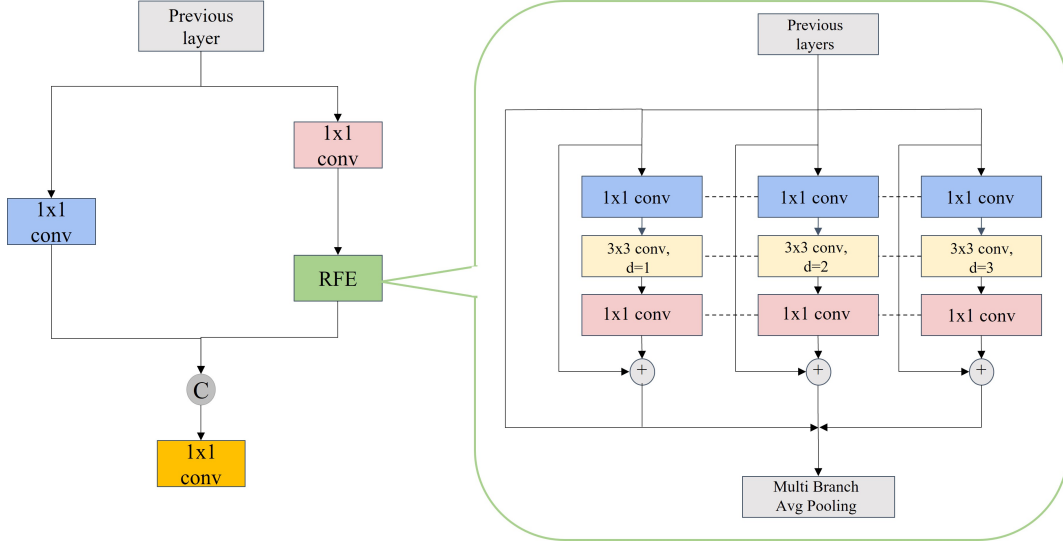 Previous
layer
1x1
conv
1x1
conv
RFE
C
1x1
conv
Previous
layers
1x1 conv
1x1 conv
1x1 conv
3x3 conv,
d=1
3x3 conv,
d=2
3x3 conv,
d=3
1x1 conv
1x1 conv
1x1 conv
+
+
+
Multi Branch
Avg Pooling